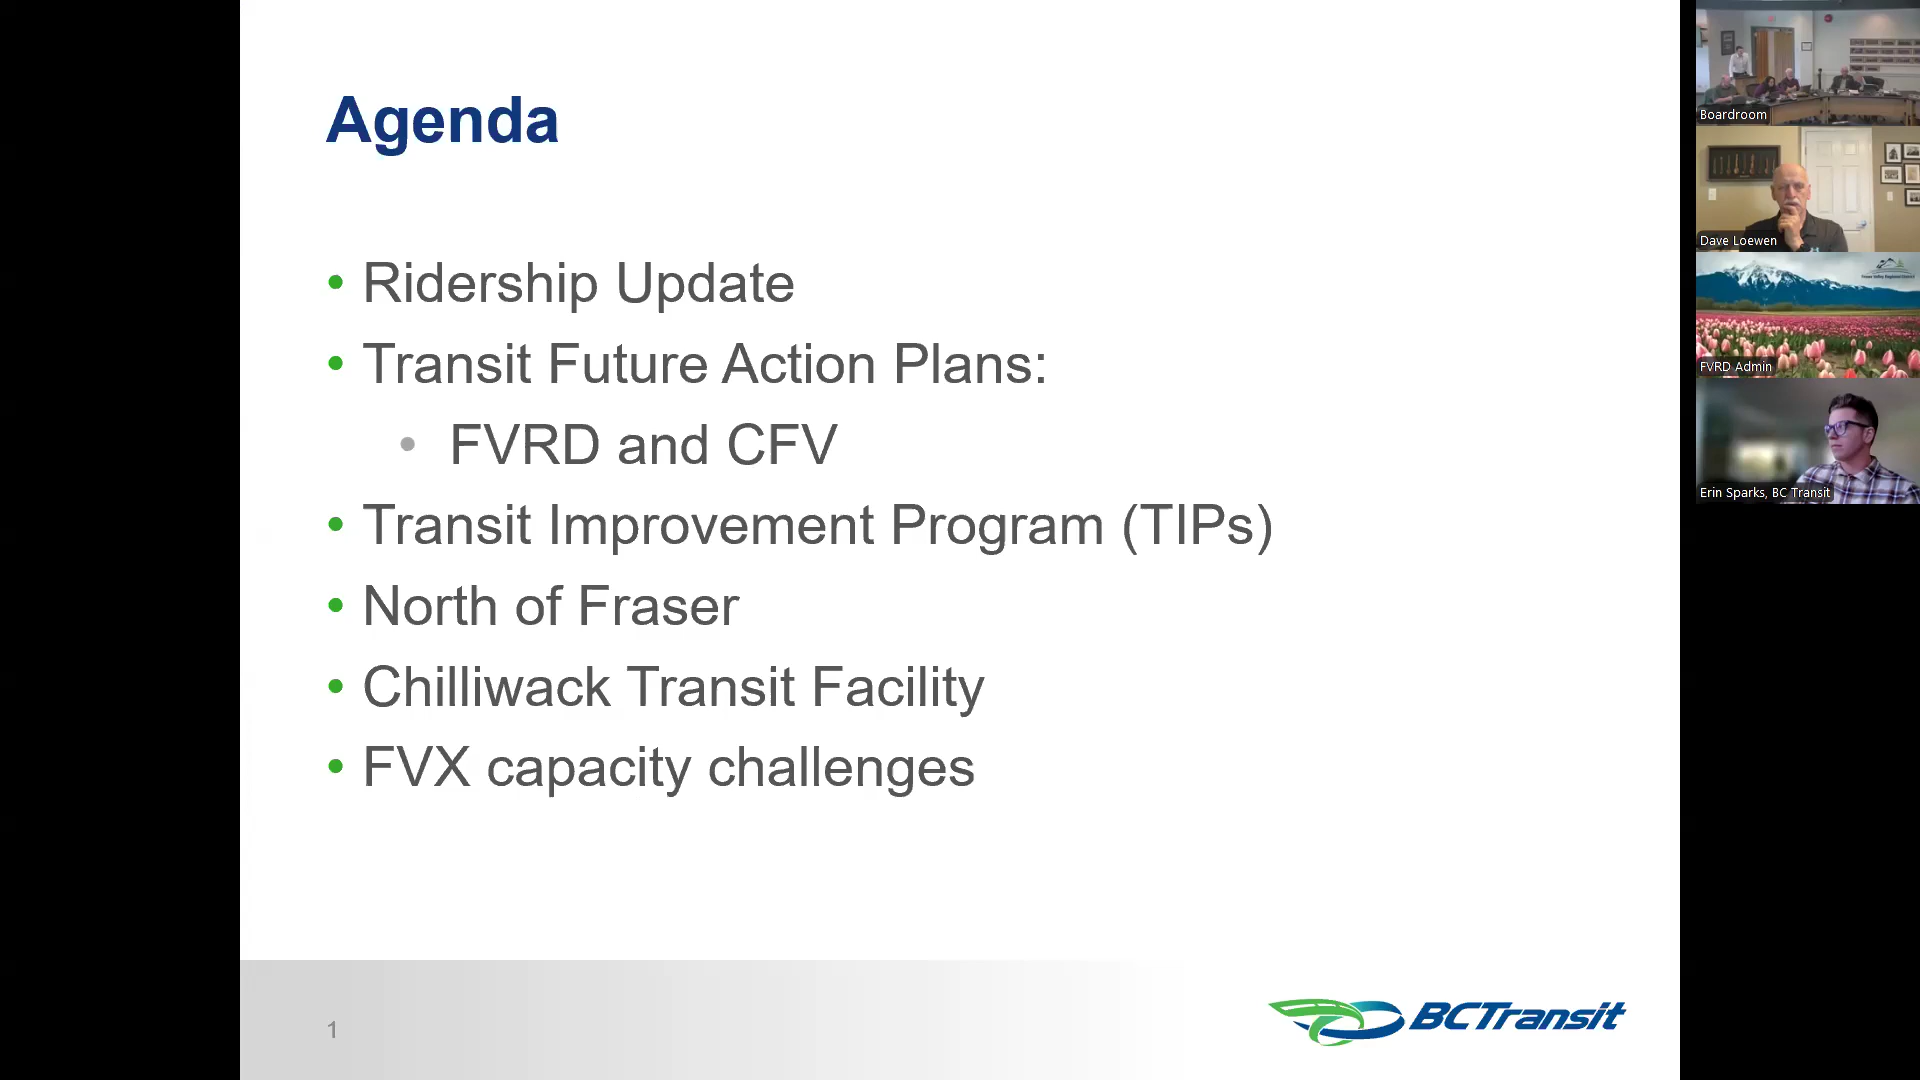 Agenda
• Ridership Update
• Transit Future Action Plans:
• FVRD and CFV
• Transit Improvement Program (TIPs)
• North of Fraser
• Chilliwack Transit Facility
• FVX capacity challenges
1
BCTransit
Boardroom
Dave Loewen
FVRD Admin
Erin Sparks, BC Transit